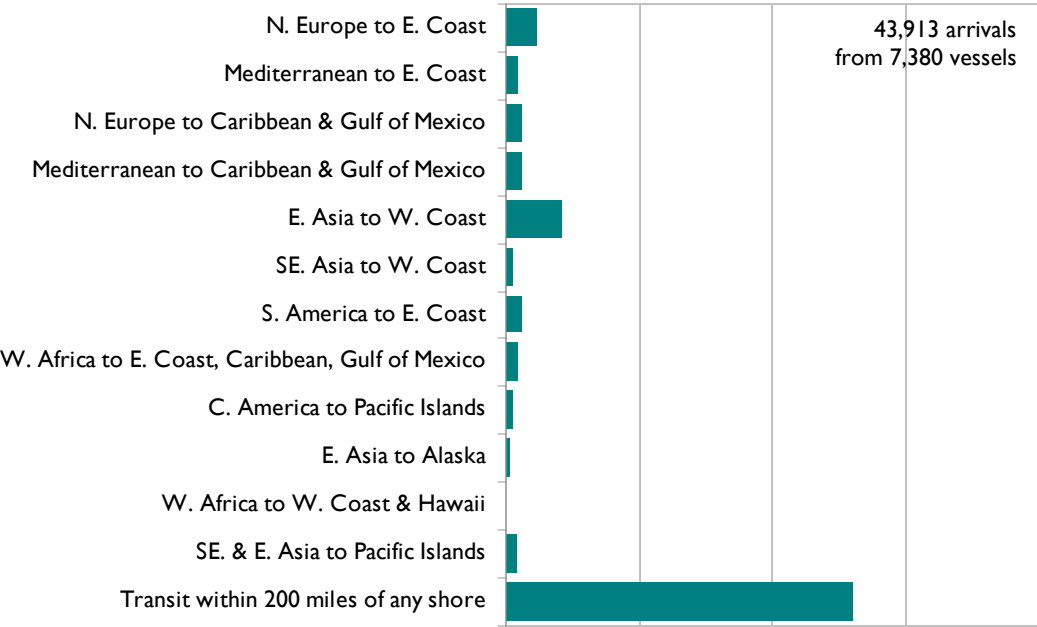 N. Europe to E. Coast
43,913 arrivals
from 7,380 vessels
Mediterranean to E. Coast
N. Europe to Caribbean & Gulf of Mexico
Mediterranean to Caribbean & Gulf of Mexico
E. Asia to W. Coast
SE. Asia to W. Coast
S. America to E. Coast
W. Africa to E. Coast, Caribbean, Gulf of Mexico
C. America to Pacific Islands
E. Asia to Alaska
W. Africa to W. Coast & Hawaii
SE. & E. Asia to Pacific Islands
Transit within 200 miles of any shore